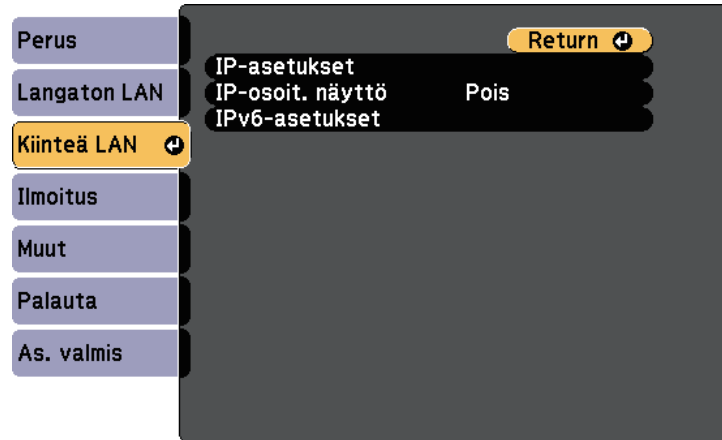 Perus
Langaton LAN
Kiinteä LAN
Ilmoitus
Muut
Palauta
As. valmis
Return
IP-asetukset
IP-osoit. näyttö Pois
IPv6-asetukset